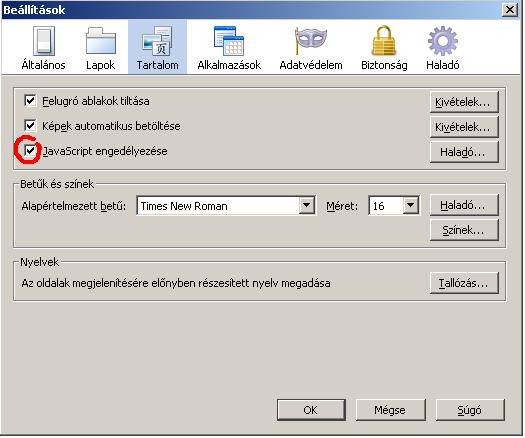 Beállítások
Általános Lapok Tartalom Alkalmazások Adatvédelem Biztonság Haladó
Felugró ablakok tiltása Kivételek...
Képek automatikus betöltése Kivételek...
JavaScript engedélyezése Haladó...
Betűk és színek
Alapértelmezett betű: Times New Roman Méret: 16 Haladó...
Színek...
Nyelvek
Az oldalak megjelenítésére előnyben részesített nyelv megadása Tallózás...
OK Mégse Súgó